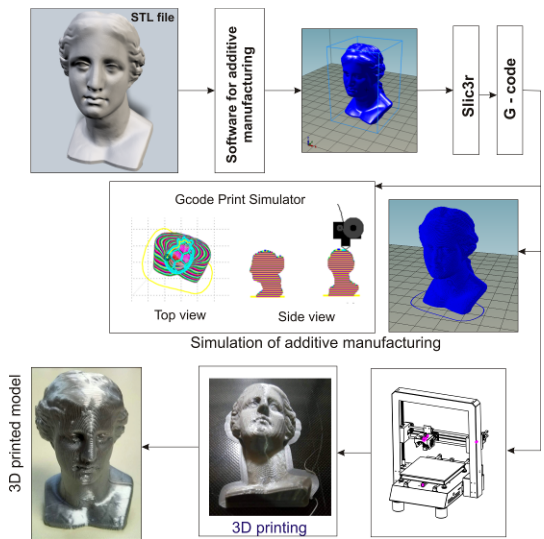 STL file
Software for additive
manufacturing
Slic3r
G - code
Gcode Print Simulator
Top view
Side view
Simulation of additive manufacturing
3D printed model
3D printing